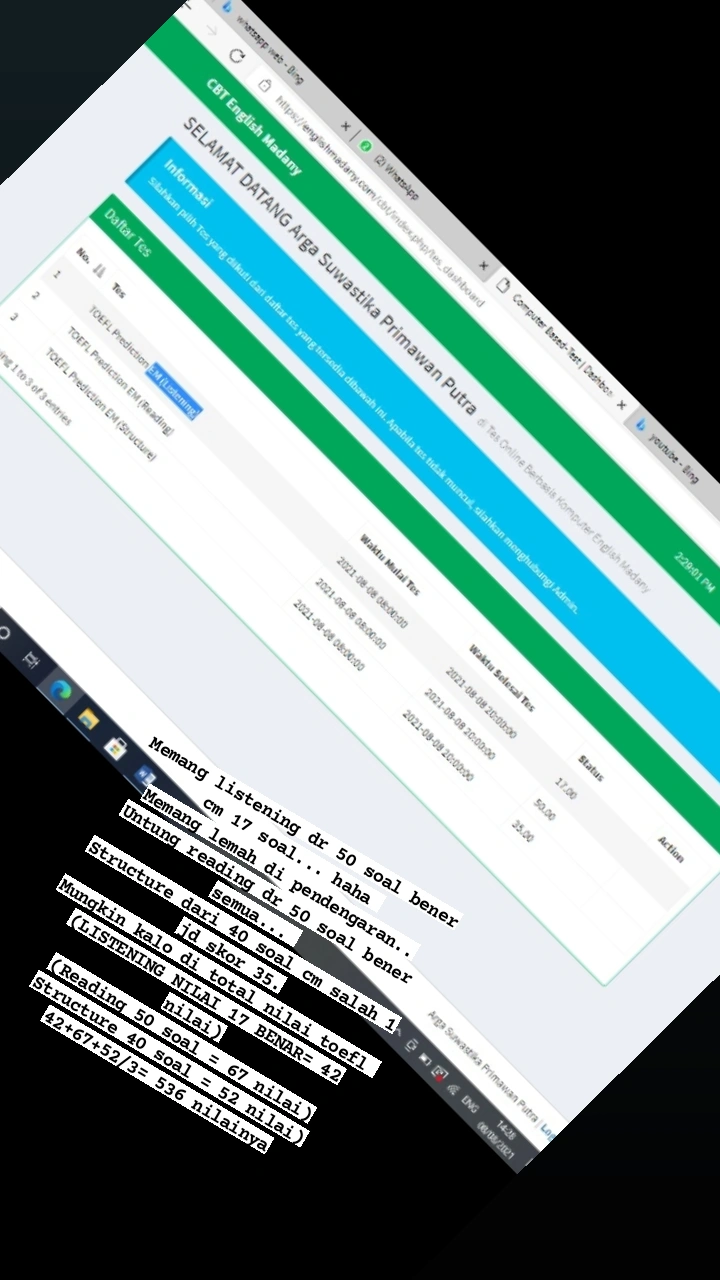 whatsapp web - Bing
(2) WhatsApp
Computer Based-Test | Dashboa
youtube - Bing
https://englishmadany.com/cbt/index.php/tes_dashboard
CBT English Madany
2:29:01 PM
SELAMAT DATANG Arga Suwastika Primawan Putra di Tes Online Berbasis Komputer English Madany
Informasi
Silahkan pilih Tes yang diikuti dari daftar tes yang tersedia dibawah ini. Apabila tes tidak muncul, silahkan menghubungi Admin.
Daftar Tes
No. Tes Waktu Mulai Tes Waktu Selesai Tes Status Action
1 TOEFL Prediction EM (Listening) 2021-08-08 08:00:00 2021-08-08 20:00:00 17.00
2 TOEFL Prediction EM (Reading) 2021-08-08 08:00:00 2021-08-08 20:00:00 50.00
3 TOEFL Prediction EM (Structure) 2021-08-08 08:00:00 2021-08-08 20:00:00 35.00
ing 1 to 3 of 3 entries
Arga Suwastika Primawan Putra | Log
ENG
14:28
08/08/2021
Memang listening dr 50 soal bener
cm 17 soal... haha
Memang lemah di pendengaran..
Untung reading dr 50 soal bener
semua...
Structure dari 40 soal cm salah 1
jd skor 35.
Mungkin kalo di total nilai toefl
(LISTENING NILAI 17 BENAR= 42
nilai)
(Reading 50 soal = 67 nilai)
Structure 40 soal = 52 nilai)
42+67+52/3= 536 nilainya